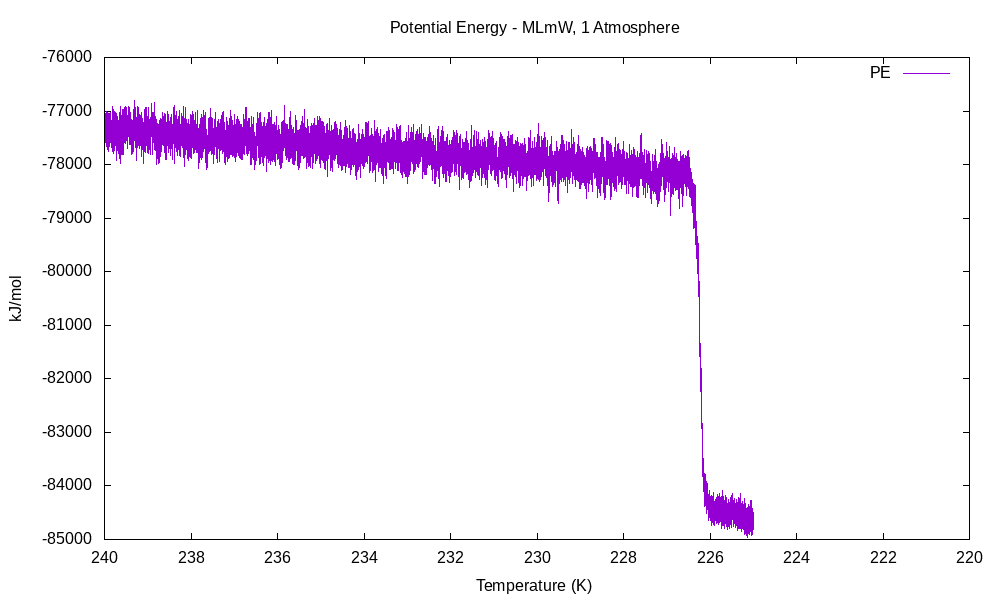 Potential Energy - MLmW, 1 Atmosphere
PE
-76000
-77000
-78000
-79000
-80000
-81000
-82000
-83000
-84000
-85000
kJ/mol
240 238 236 234 232 230 228 226 224 222 220
Temperature (K)